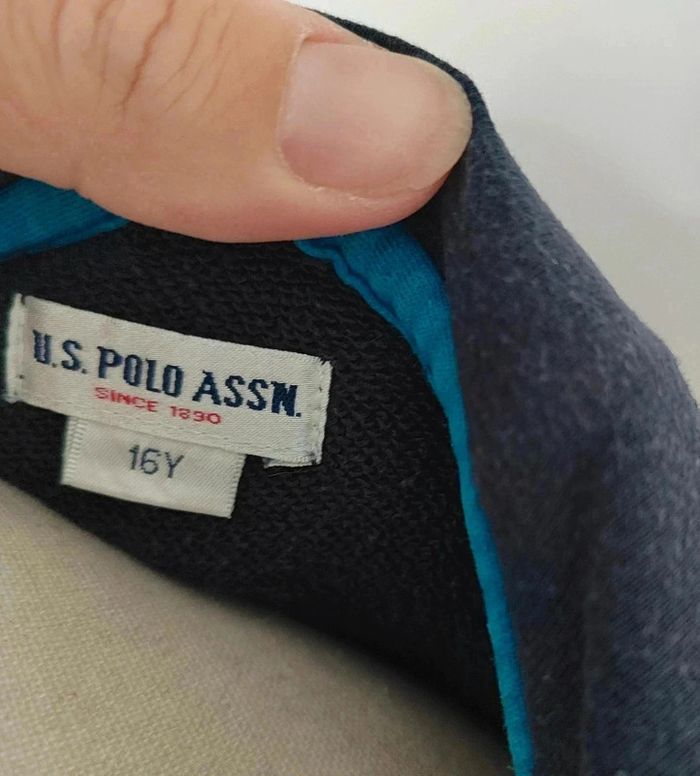 U.S. POLO ASSN.
SINCE 1890
16Y